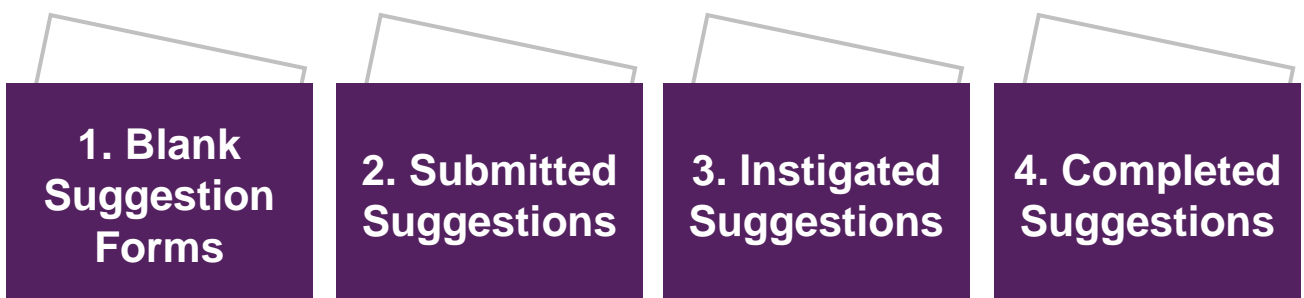 1. Blank
Suggestion
Forms
2. Submitted
Suggestions
3. Instigated
Suggestions
4. Completed
Suggestions